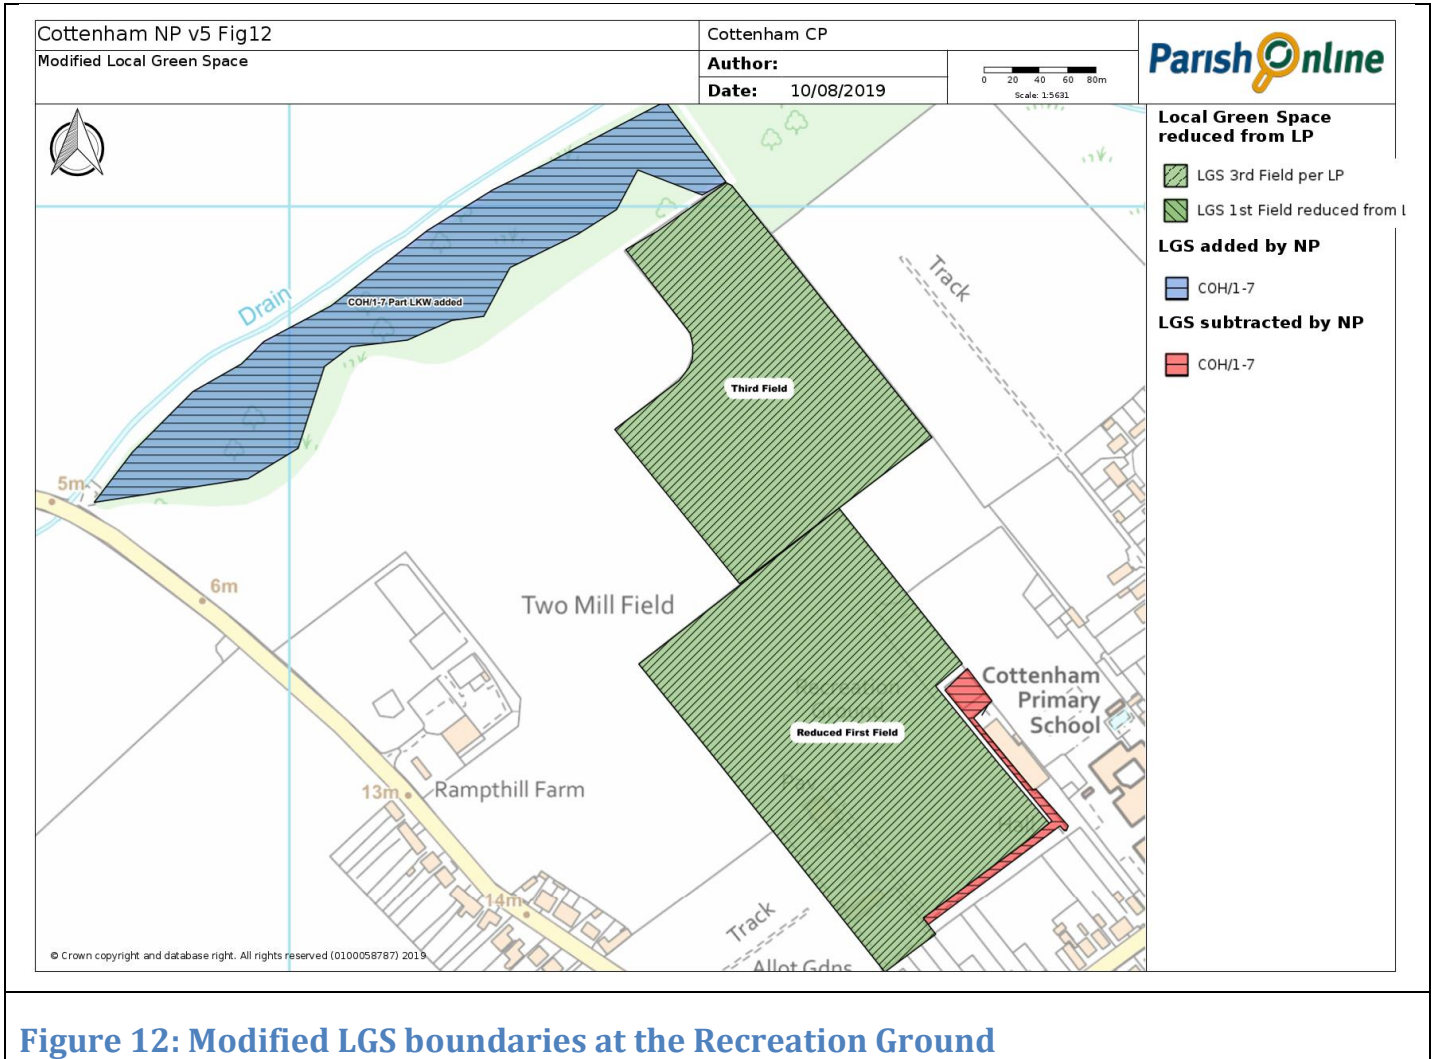 Cottenham NP v5 Fig12
Modified Local Green Space
Cottenham CP
Author:
Date: 10/08/2019
0 20 40 60 80m
Scale: 1:5631
Parish Online
Local Green Space
reduced from LP
LGS 3rd Field per LP
LGS 1st Field reduced from L
LGS added by NP
COH/1-7
LGS subtracted by NP
COH/1-7
Drain
COH/1-7 Part LKW added
Track
Third Field
5m
6m
Two Mill Field
Cottenham
Primary
School
Recreation
Reduced First Field
13m
Rampthill Farm
14m
Track
Allot Gdns
© Crown copyright and database right. All rights reserved (0100058787) 2019
Figure 12: Modified LGS boundaries at the Recreation Ground